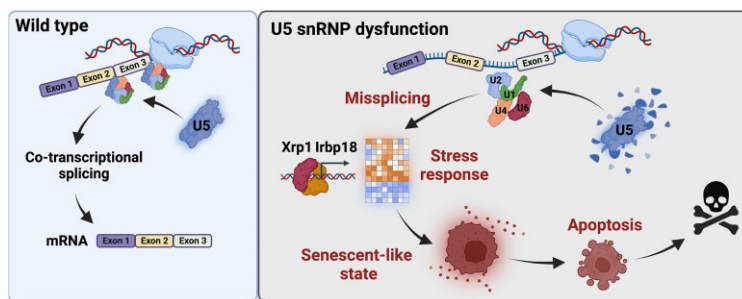 Wild type
Exon 1
Exon 2
Exon 3
U5
Co-transcriptional
splicing
mRNA
Exon 1
Exon 2
Exon 3
U5 snRNP dysfunction
Exon 1
Exon 2
Exon 3
Missplicing
U2
U1
U4
U6
U5
Xrp1 Irbp18
Stress
response
Senescent-like
state
Apoptosis